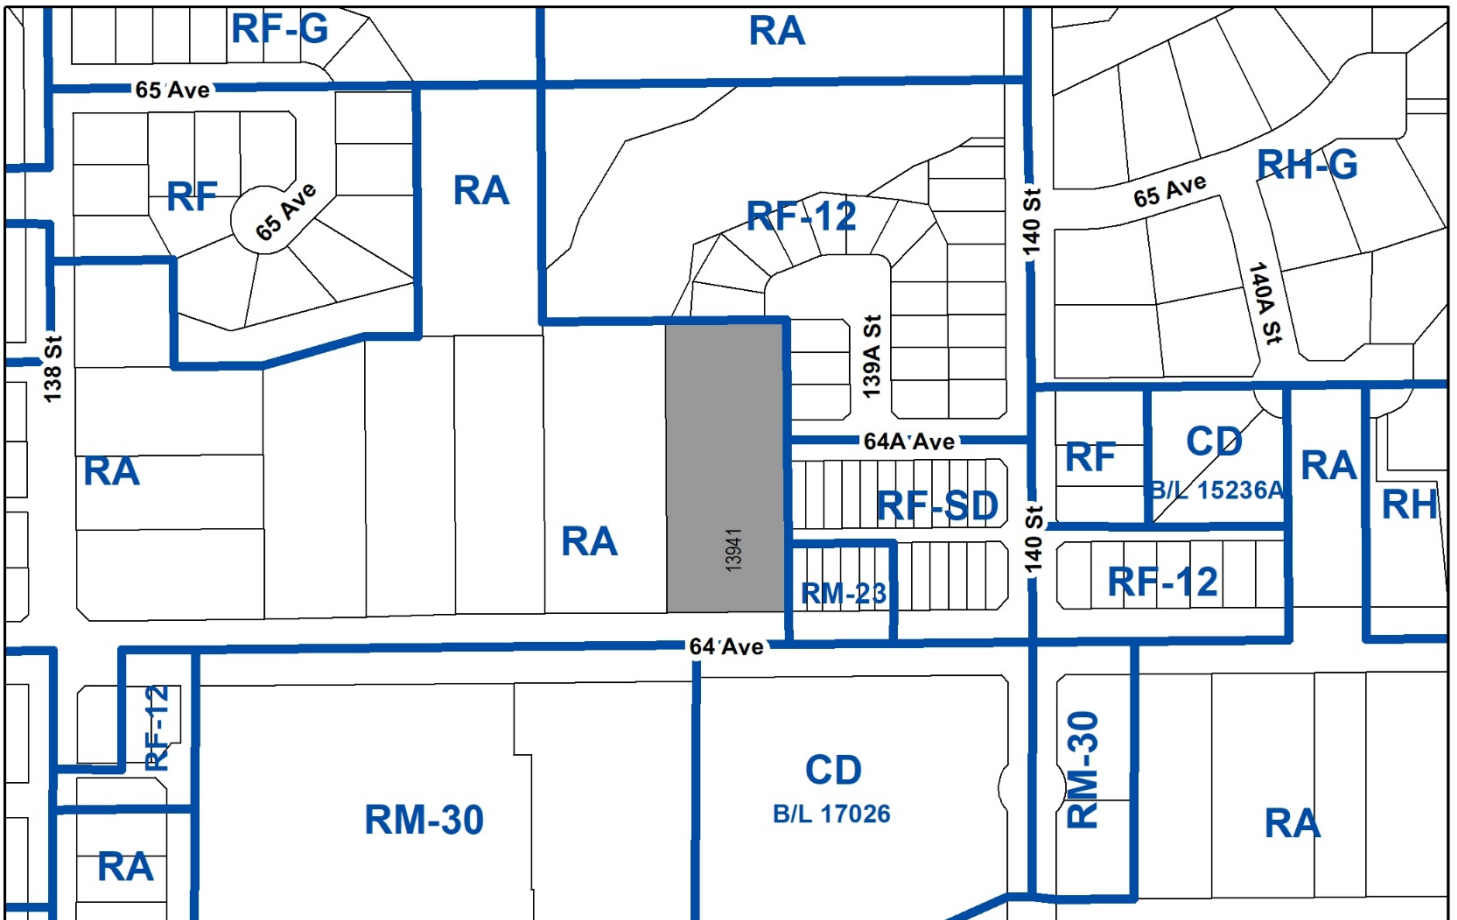 RF-G
RA
65 Ave
RF
65 Ave
RA
RF-12
140 St
65 Ave
RH-G
140A St
138 St
139A St
64A Ave
RA
RA
13941
RF-SD
RM-23
140 St
RF
CD
B/L 15236A
RA
RH
RF-12
64 Ave
RF-12
RM-30
RA
CD
B/L 17026
RM-30
RA